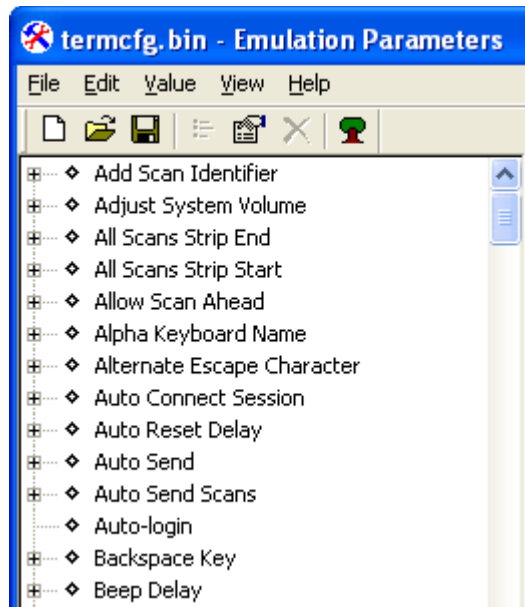 termcfg.bin - Emulation Parameters
File Edit Value View Help
Add Scan Identifier
Adjust System Volume
All Scans Strip End
All Scans Strip Start
Allow Scan Ahead
Alpha Keyboard Name
Alternate Escape Character
Auto Connect Session
Auto Reset Delay
Auto Send
Auto Send Scans
Auto-login
Backspace Key
Beep Delay